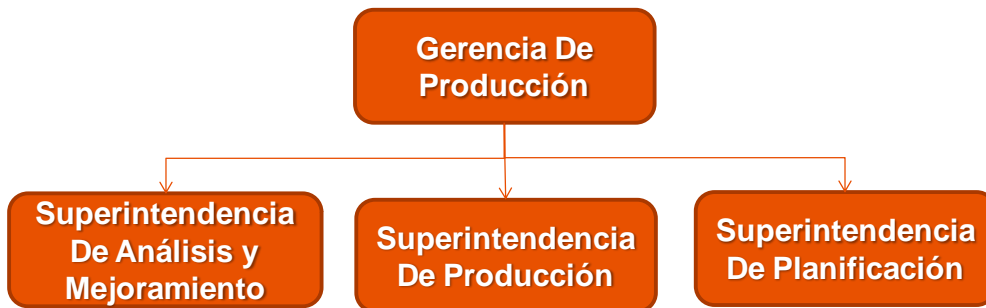 Gerencia De
Producción
Superintendencia
De Análisis y
Mejoramiento
Superintendencia
De Producción
Superintendencia
De Planificación